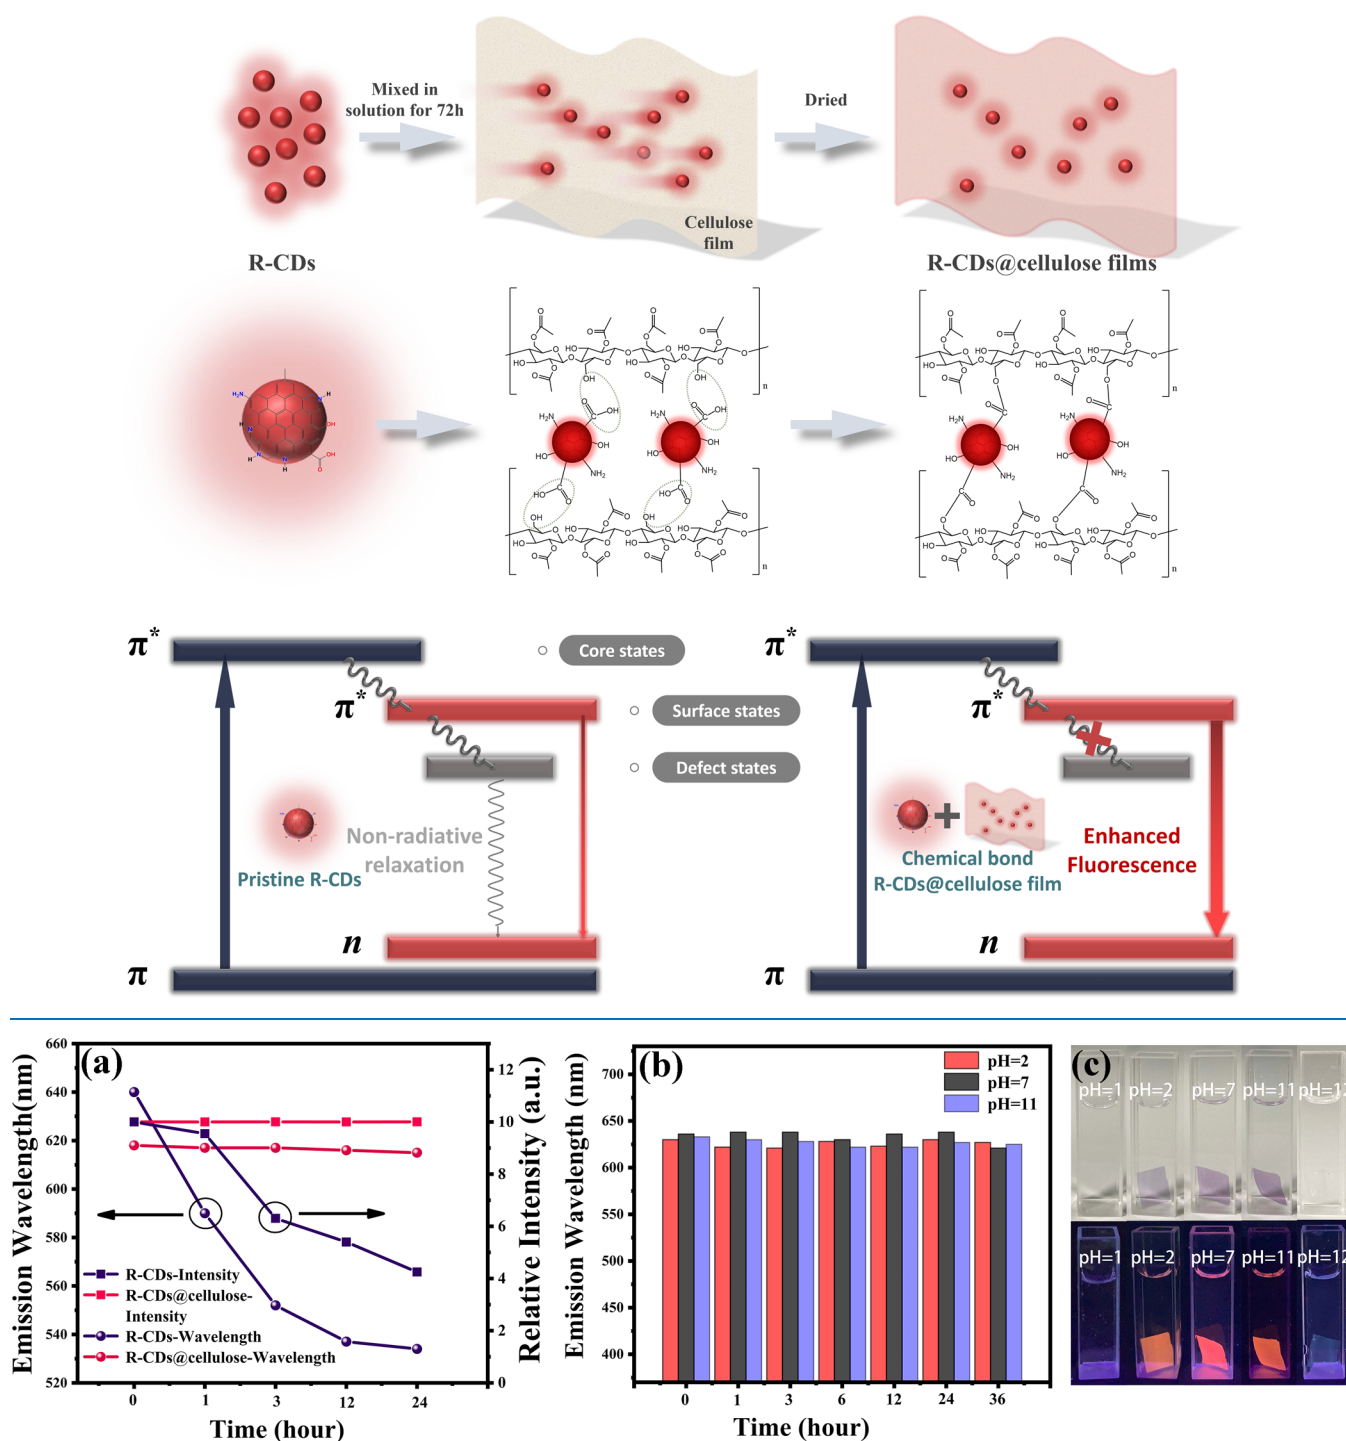 Mixed in
solution for 72h
Dried
Cellulose
film
R-CDs
R-CDs@cellulose films
π*
π*
Core states
Surface states
Defect states
Non-radiative
relaxation
Pristine R-CDs
n
π
π*
π*
Chemical bond
R-CDs@cellulose film
Enhanced
Fluorescence
n
π
(a)
Emission Wavelength(nm)
660
640
620
600
580
560
540
520
12
10
8
6
4
2
0
Relative Intensity (a.u.)
R-CDs-Intensity
R-CDs@cellulose-
Intensity
R-CDs-Wavelength
R-CDs@cellulose-Wavelength
0 1 3 12 24
Time (hour)
(b)
Emission Wavelength (nm)
700
650
600
550
500
450
400
pH=2
pH=7
pH=11
0 1 3 6 12 24 36
Time (hour)
(c)
pH=1 pH=2 pH=7 pH=11 pH=12
pH=1 pH=2 pH=7 pH=11 pH=12